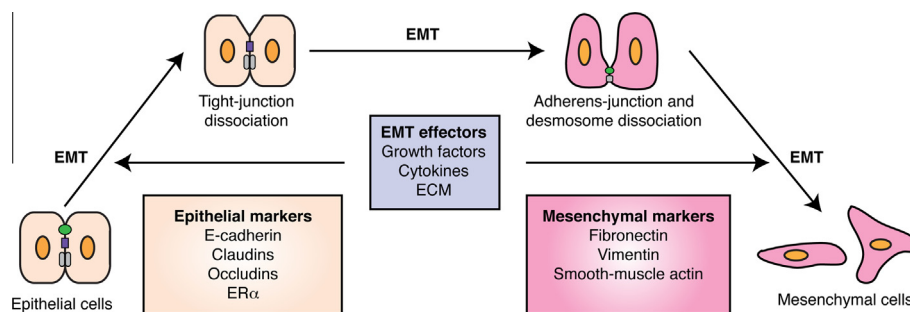 EMT
Tight-junction
dissociation
Adherens-junction and
desmosome dissociation
EMT
EMT effectors
Growth factors
Cytokines
ECM
EMT
Epithelial markers
E-cadherin
Claudins
Occludins
ERα
Mesenchymal markers
Fibronectin
Vimentin
Smooth-muscle actin
Epithelial cells
Mesenchymal cells